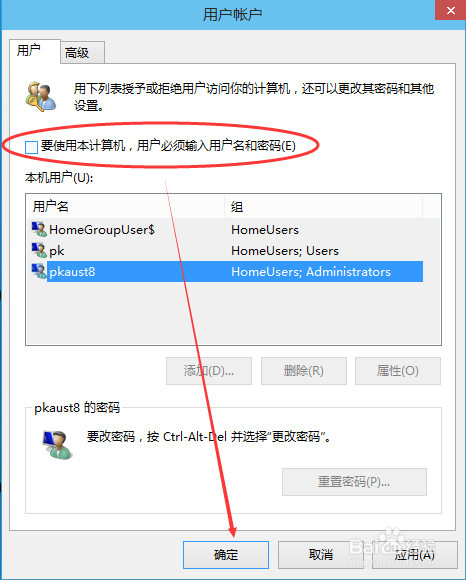 用户帐户
用户
高级
用下列表授予或拒绝用户访问你的计算机，还可以更改其密码和其他
设置。
要使用本计算机，用户必须输入用户名和密码(E)
本机用户(U):
用户名 组
HomeGroupUser$ HomeUsers
pk HomeUsers; Users
pkaust8 HomeUsers; Administrators
添加(D)... 删除(R) 属性(O)
pkaust8 的密码
要改密码，按 Ctrl-Alt-Del 并选择“更改密码”。
重置密码(P)...
确定 取消 应用(A)
Baidu经验